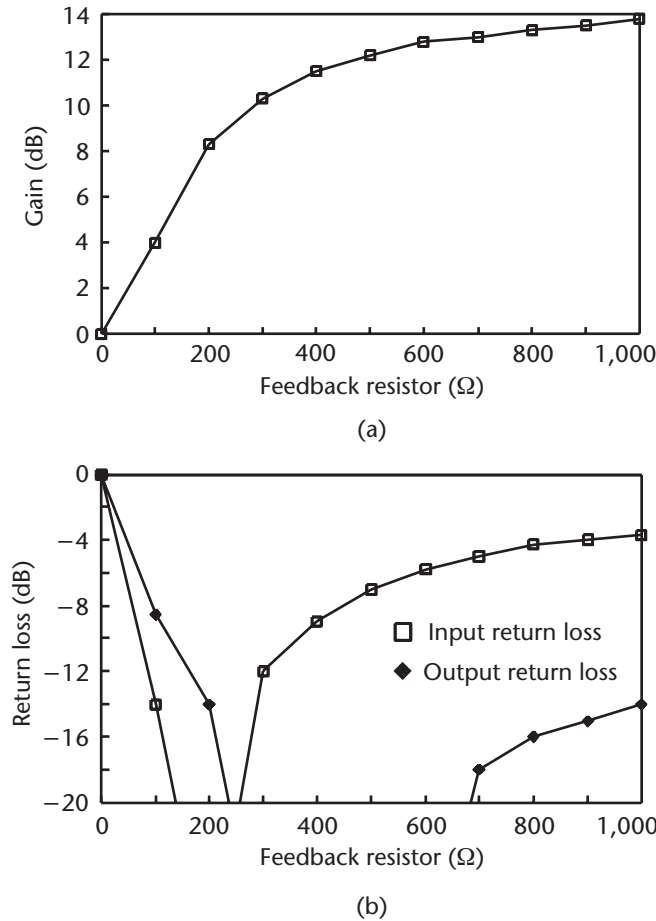 14
12
10
8
6
4
2
0
Gain (dB)
0 200 400 600 800 1,000
Feedback resistor (Ω)
(a)
0
−4
−8
−12
−16
−20
Return loss (dB)
Input return loss
Output return loss
0 200 400 600 800 1,000
Feedback resistor (Ω)
(b)